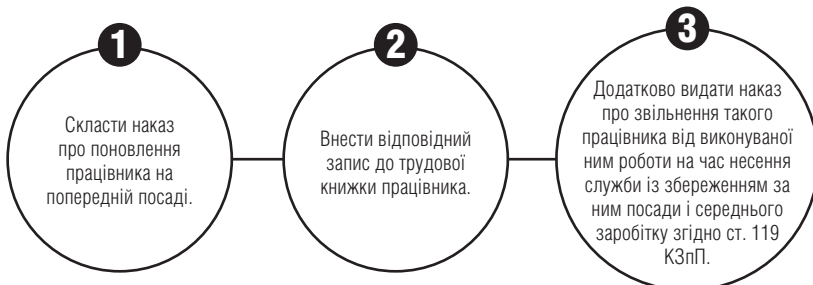 1
Скласти наказ
про поновлення
працівника на
попередній посаді.
2
Внести відповідний
запис до трудової
книжки працівника.
3
Додатково видати наказ
про звільнення такого
працівника від виконуваної
ним роботи на час несення
служби із збереженням за
ним посади і середнього
заробітку згідно ст. 119
КЗпП.